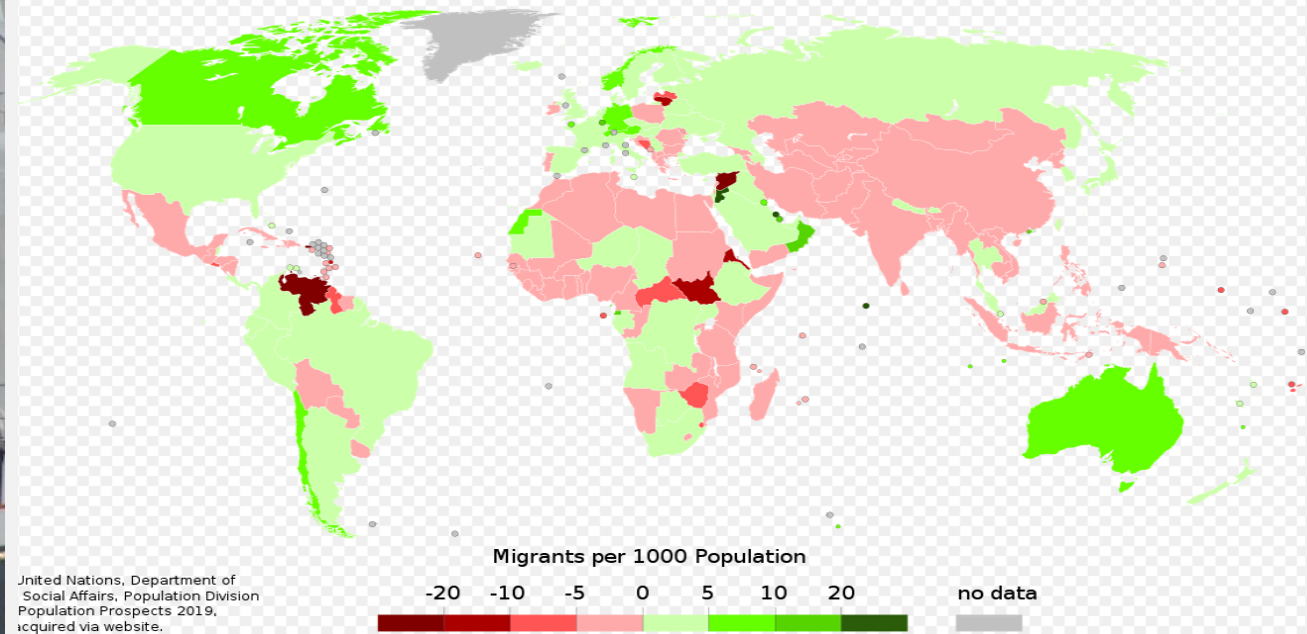 Migrants per 1000 Population
-20 -10 -5 0 5 10 20 no data
United Nations, Department of
Social Affairs, Population Division
Population Prospects 2019,
acquired via website.